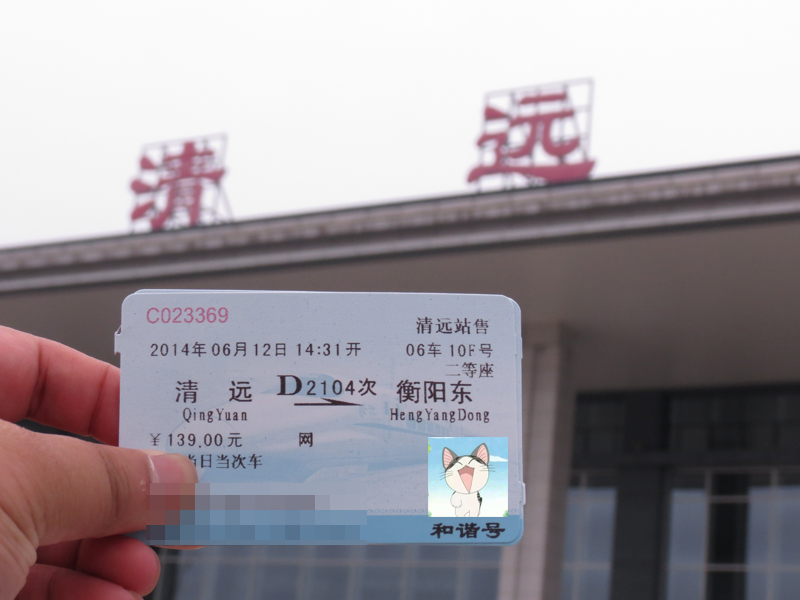 清远
C023369
清远站售
2014年06月12日14:31开 06车10F号
二等座
清远 D2104次 衡阳东
QingYuan HengYangDong
￥139.00元 网
当日当次车
和谐号